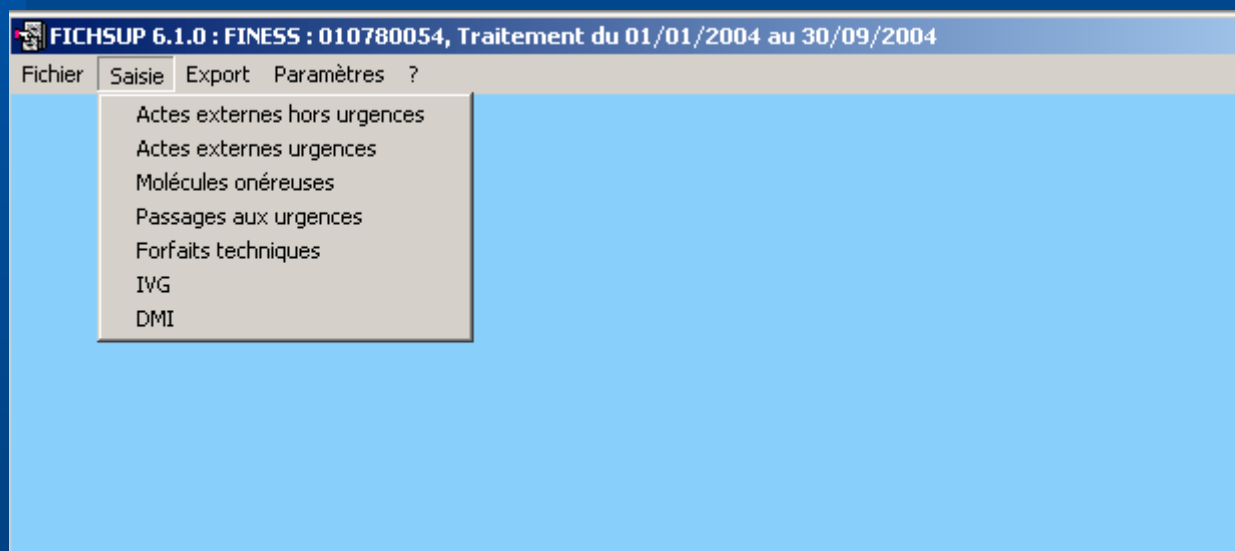 FICHSUP 6.1.0 : FINESS : 010780054, Traitement du 01/01/2004 au 30/09/2004
Fichier Saisie Export Paramètres ?
Actes externes hors urgences
Actes externes urgences
Molécules onéreuses
Passages aux urgences
Forfaits techniques
IVG
DMI